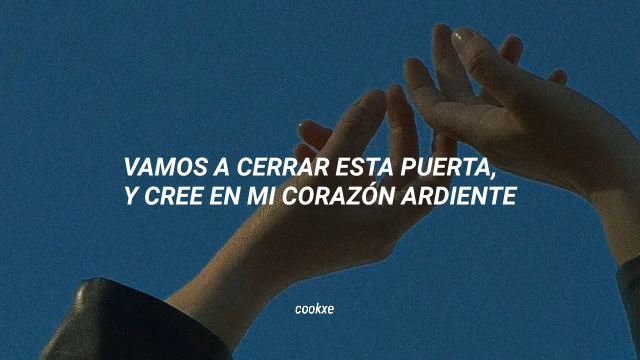 VAMOS A CERRAR ESTA PUERTA,
Y CREE EN MI CORAZÓN ARDIENTE
cookxe